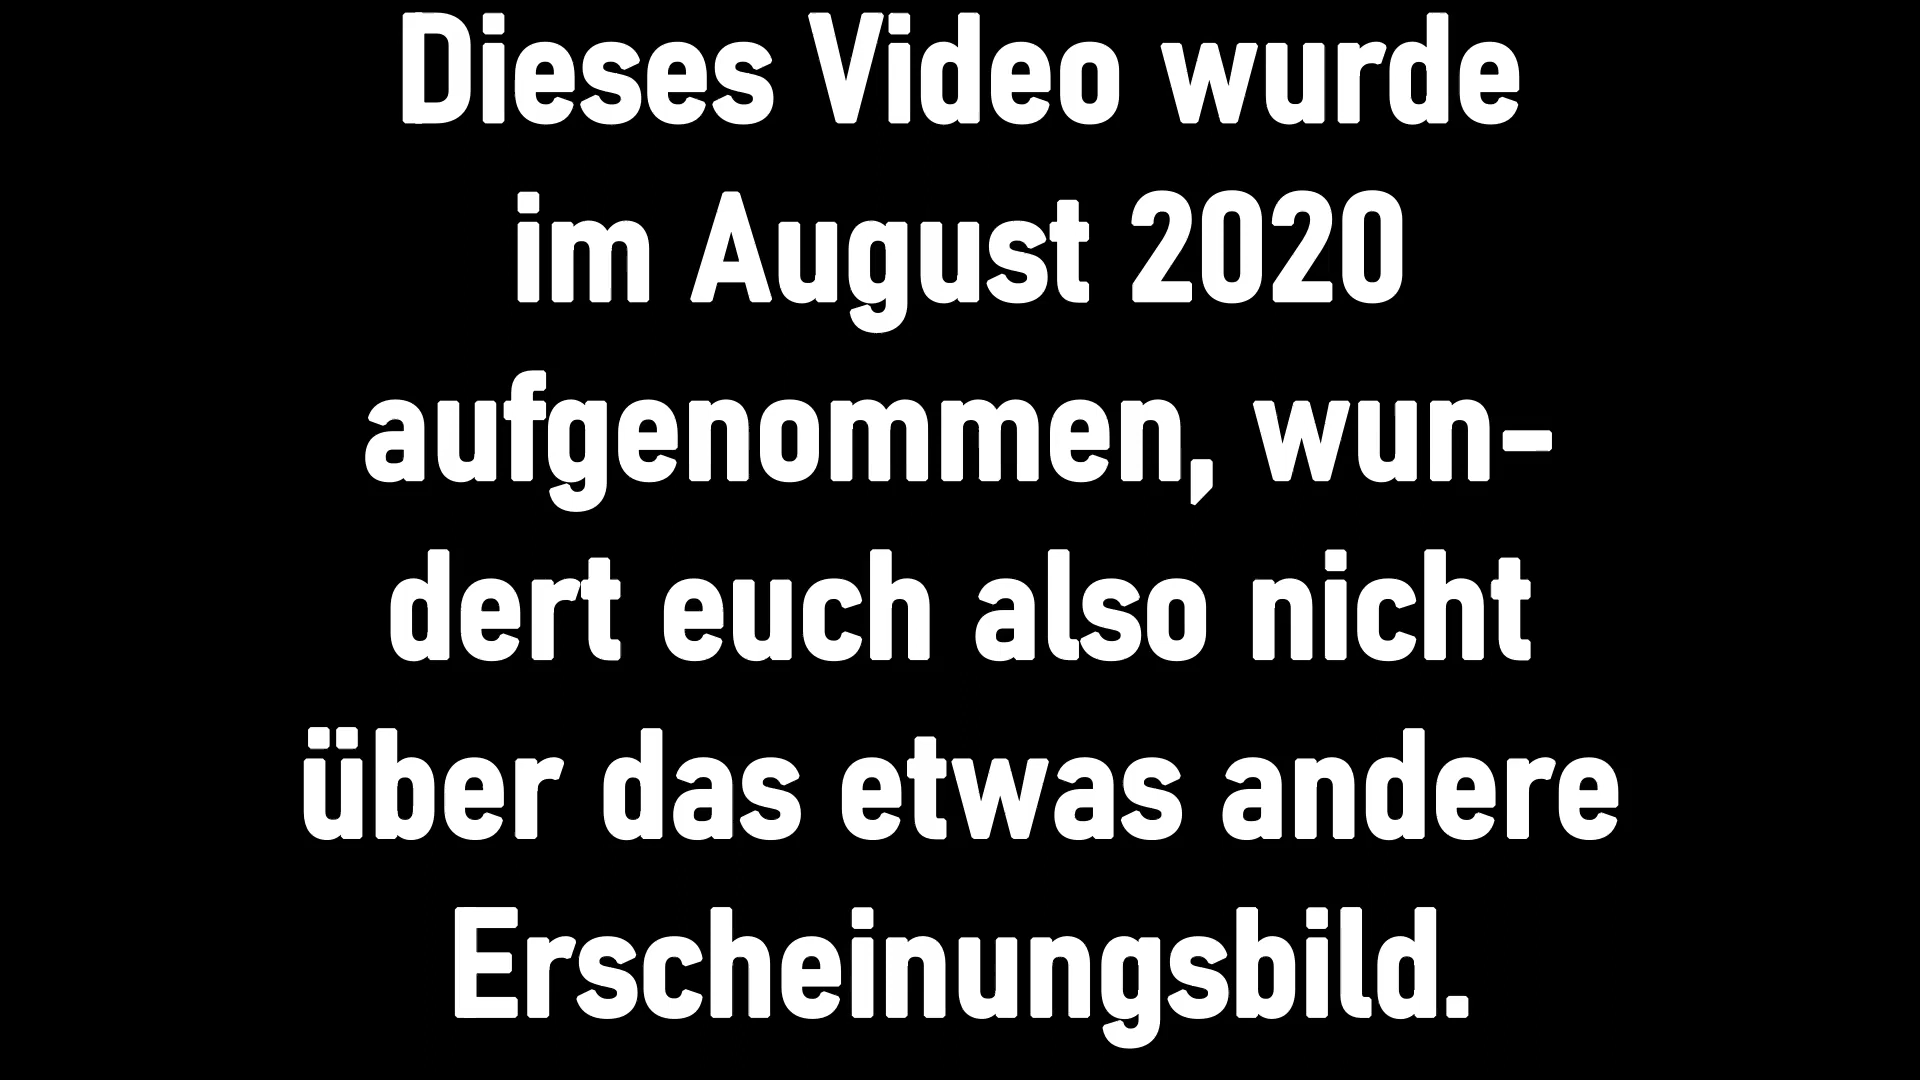 Dieses Video wurde
im August 2020
aufgenommen, wun-
dert euch also nicht
über das etwas andere
Erscheinungsbild.